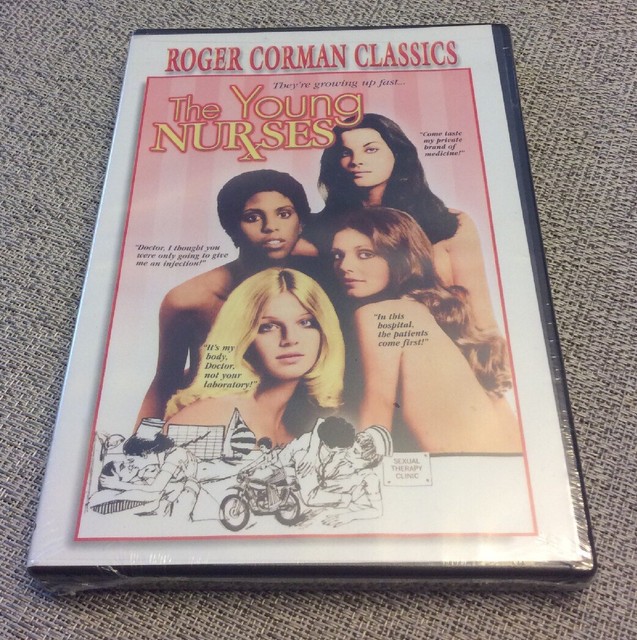 ROGER CORMAN CLASSICS
They're growing up fast...
The Young
NURSES
"Come taste
my private
brand of
medicine!"
"Doctor, I thought you
were only going to give
me an injection!"
"In this
hospital,
the patients
come first!"
"It's my
body,
Doctor,
not your
laboratory!"
SEXUAL
THERAPY
CLINIC